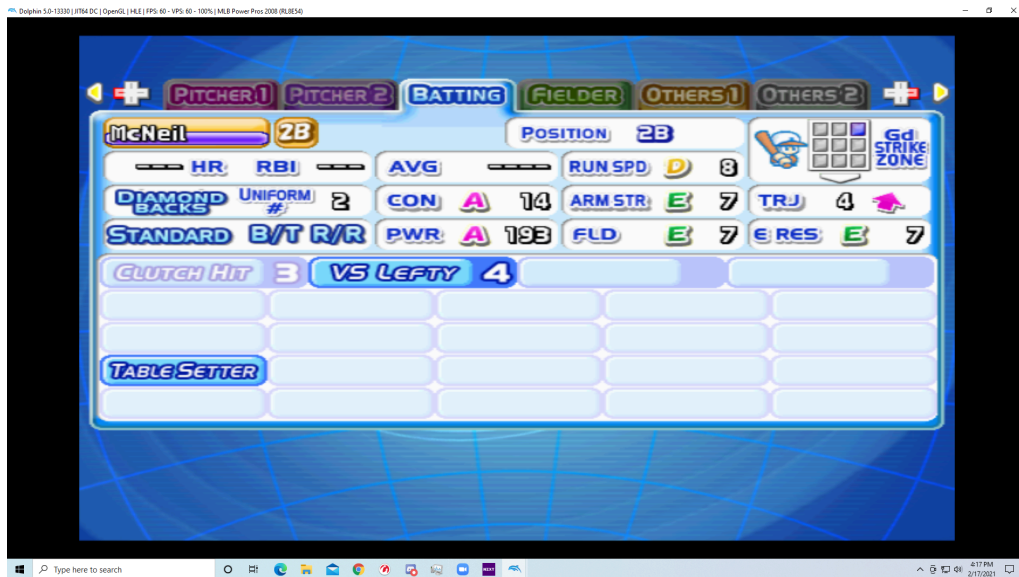 Dolphin 5.0-13330 | JIT64 DC | OpenGL | HLE | FPS: 60 - VPS: 60 - 100% | MLB Power Pros 2008 (RL8E54)
PITCHER 1 PITCHER 2 BATTING FIELDER OTHERS 1 OTHERS 2
McNeil 2B POSITION 2B
Gd STRIKE ZONE
--- HR RBI --- AVG ---- RUN SPD D 8
DIAMOND BACKS UNIFORM # 2 CON A 14 ARM STR E 7 TRJ 4
STANDARD B/T R/R PWR A 193 FLD E 7 E RES E 7
CLUTCH HIT 3 VS LEFTY 4
TABLE SETTER
Type here to search
NEXT
4:17 PM
2/17/2021